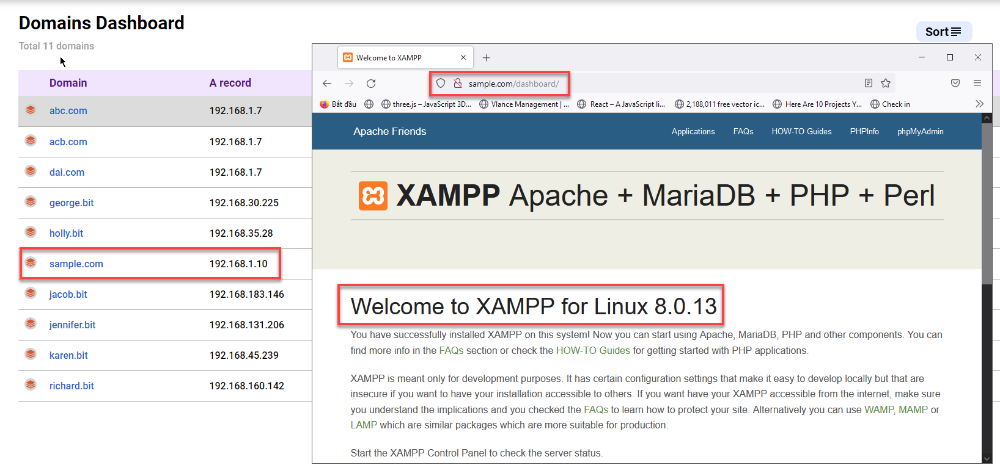 Domains Dashboard
Total 11 domains
Sort
Domain A record
abc.com 192.168.1.7
acb.com 192.168.1.7
dai.com 192.168.1.7
george.bit 192.168.30.225
holly.bit 192.168.35.28
sample.com 192.168.1.10
jacob.bit 192.168.183.146
jennifer.bit 192.168.131.206
karen.bit 192.168.45.239
richard.bit 192.168.160.142
Welcome to XAMPP
sample.com/dashboard/
Bắt đầu three.js – JavaScript 3D... Vlance Management | ... React – A JavaScript li... 2,188,011 free vector ic... Here Are 10 Projects Y... Check in
Apache Friends Applications FAQs HOW-TO Guides PHPInfo phpMyAdmin
XAMPP Apache + MariaDB + PHP + Perl
Welcome to XAMPP for Linux 8.0.13
You have successfully installed XAMPP on this system! Now you can start using Apache, MariaDB, PHP and other components. You can
find more info in the FAQs section or check the HOW-TO Guides for getting started with PHP applications.
XAMPP is meant only for development purposes. It has certain configuration settings that make it easy to develop locally but that are
insecure if you want to have your installation accessible to others. If you want have your XAMPP accessible from the internet, make sure
you understand the implications and you checked the FAQs to learn how to protect your site. Alternatively you can use WAMP, MAMP or
LAMP which are similar packages which are more suitable for production.
Start the XAMPP Control Panel to check the server status.